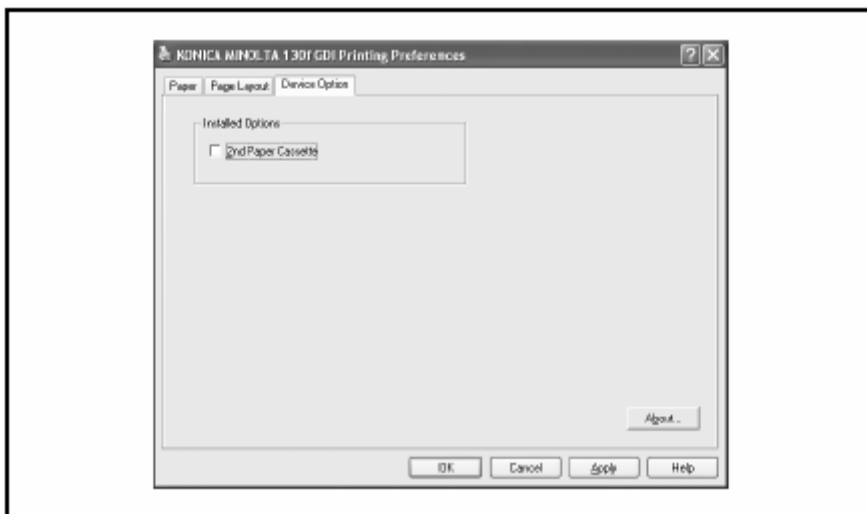 KONICA MINOLTA 130f GDI Printing Preferences
Paper Page Layout Device Option
Installed Options
2nd Paper Cassette
About...
OK Cancel Apply Help